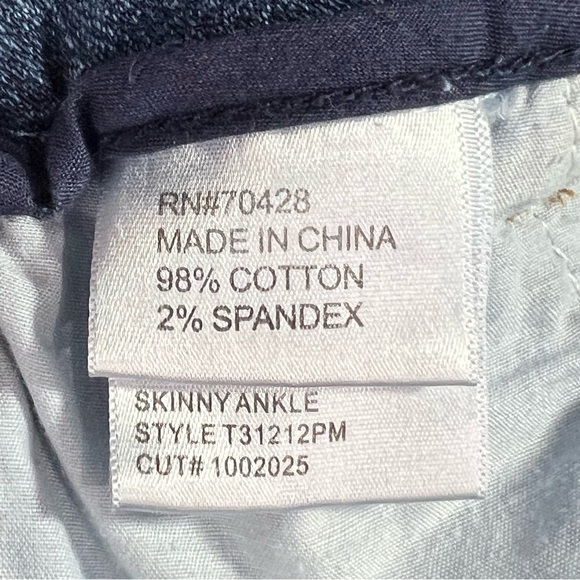 RN#70428
MADE IN CHINA
98% COTTON
2% SPANDEX
SKINNY ANKLE
STYLE T31212PM
CUT# 1002025